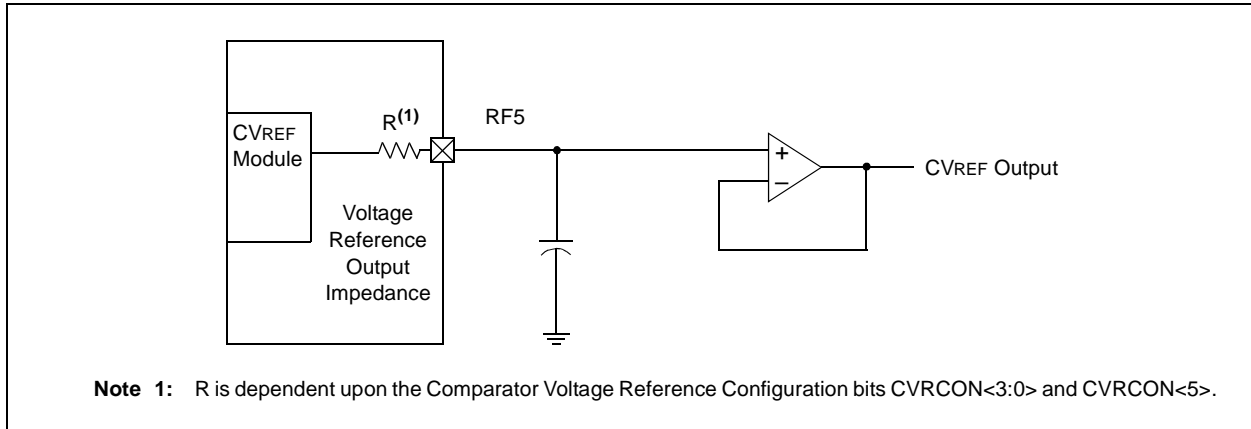 R(1)
RF5
CVREF
Module
+
–
CVREF Output
Voltage
Reference
Output
Impedance
Note 1: R is dependent upon the Comparator Voltage Reference Configuration bits CVRCON<3:0> and CVRCON<5>.